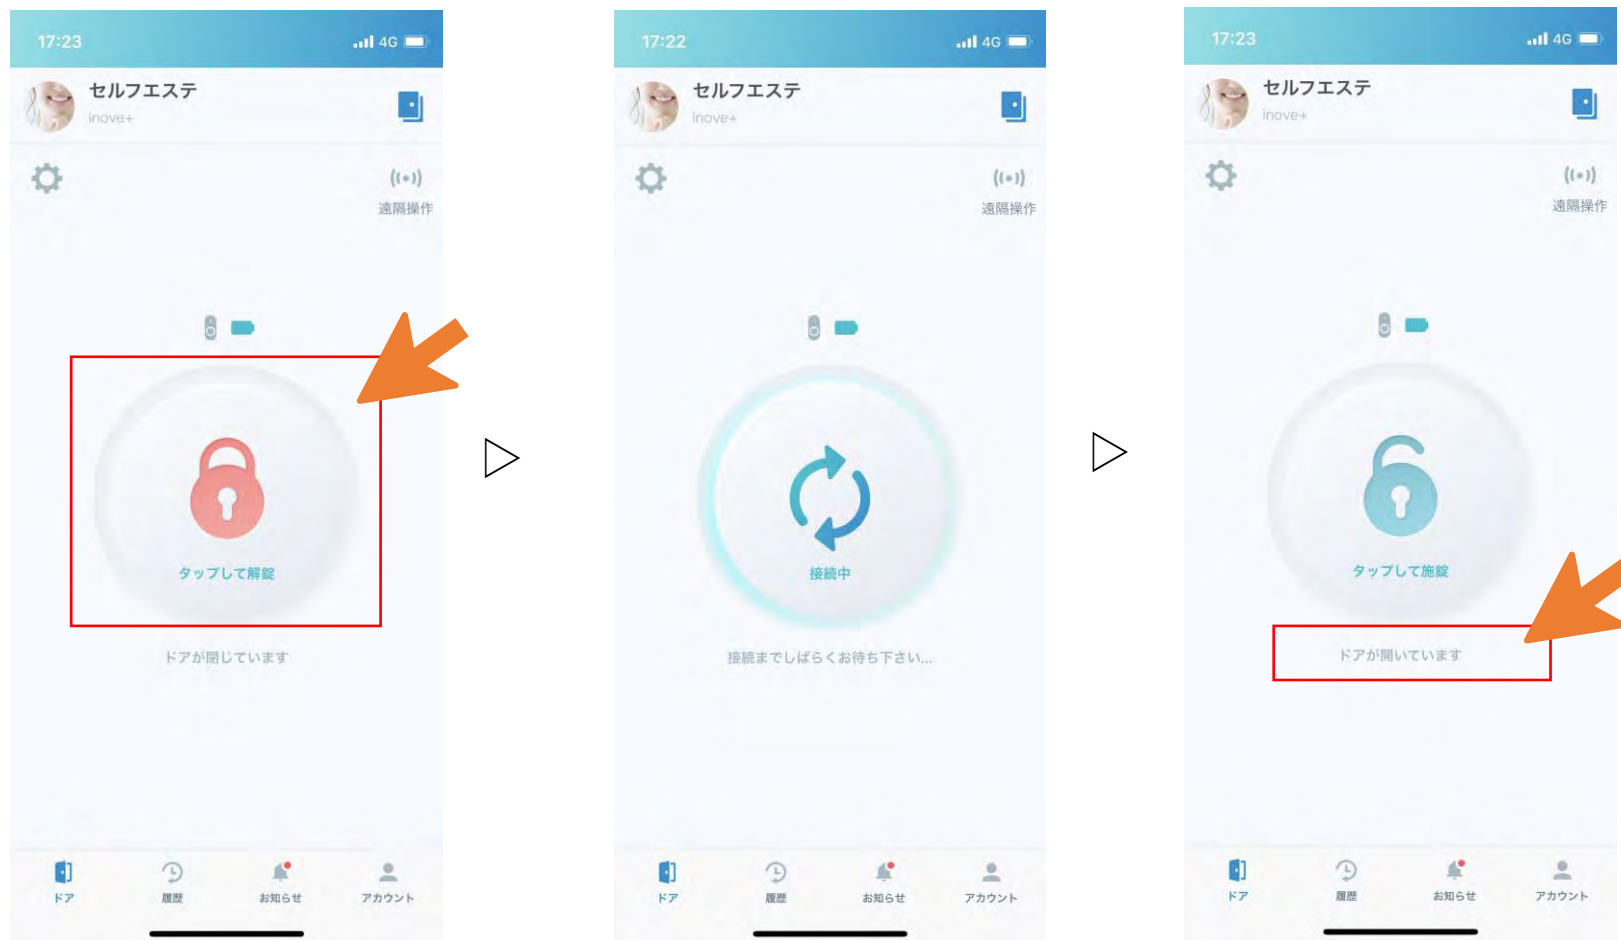 17:23
4G
セルフエステ
inove+
遠隔操作
タップして解錠
ドアが閉じています
ドア
履歴
お知らせ
アカウント
17:22
4G
セルフエステ
inove+
遠隔操作
接続中
接続までしばらくお待ち下さい...
ドア
履歴
お知らせ
アカウント
17:23
4G
セルフエステ
inove+
遠隔操作
タップして施錠
ドアが開いています
ドア
履歴
お知らせ
アカウント